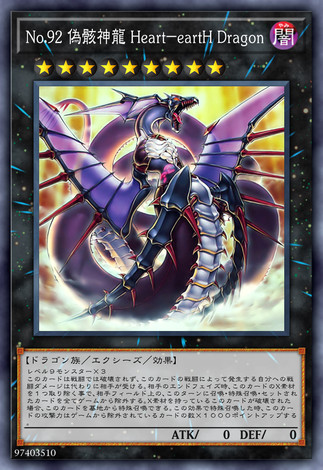 No.92 偽骸神龍 Heart－eartH Dragon
闇
【ドラゴン族／エクシーズ／効果】
レベル9モンスター×3
このカードは戦闘では破壊されず、このカードの戦闘によって発生する自分への戦
闘ダメージは代わりに相手が受ける。相手のエンドフェイズ時、このカードのX素材
を1つ取り除く事で、相手フィールド上の、このターンに召喚・特殊召喚・セットされ
たカードを全てゲームから除外する。X素材を持っているこのカードが破壊された
場合、このカードを墓地から特殊召喚できる。この効果で特殊召喚した時、このカー
ドの攻撃力はゲームから除外されているカードの数×1000ポイントアップする
ATK/ 0 DEF/ 0
97403510